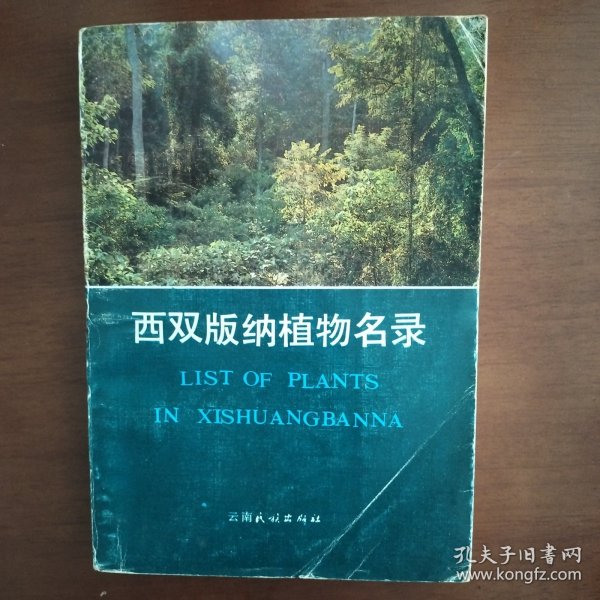 西双版纳植物名录
LIST OF PLANTS
IN XISHUANGBANNA
云南民族出版社
孔夫子旧书网
www.kongfz.com